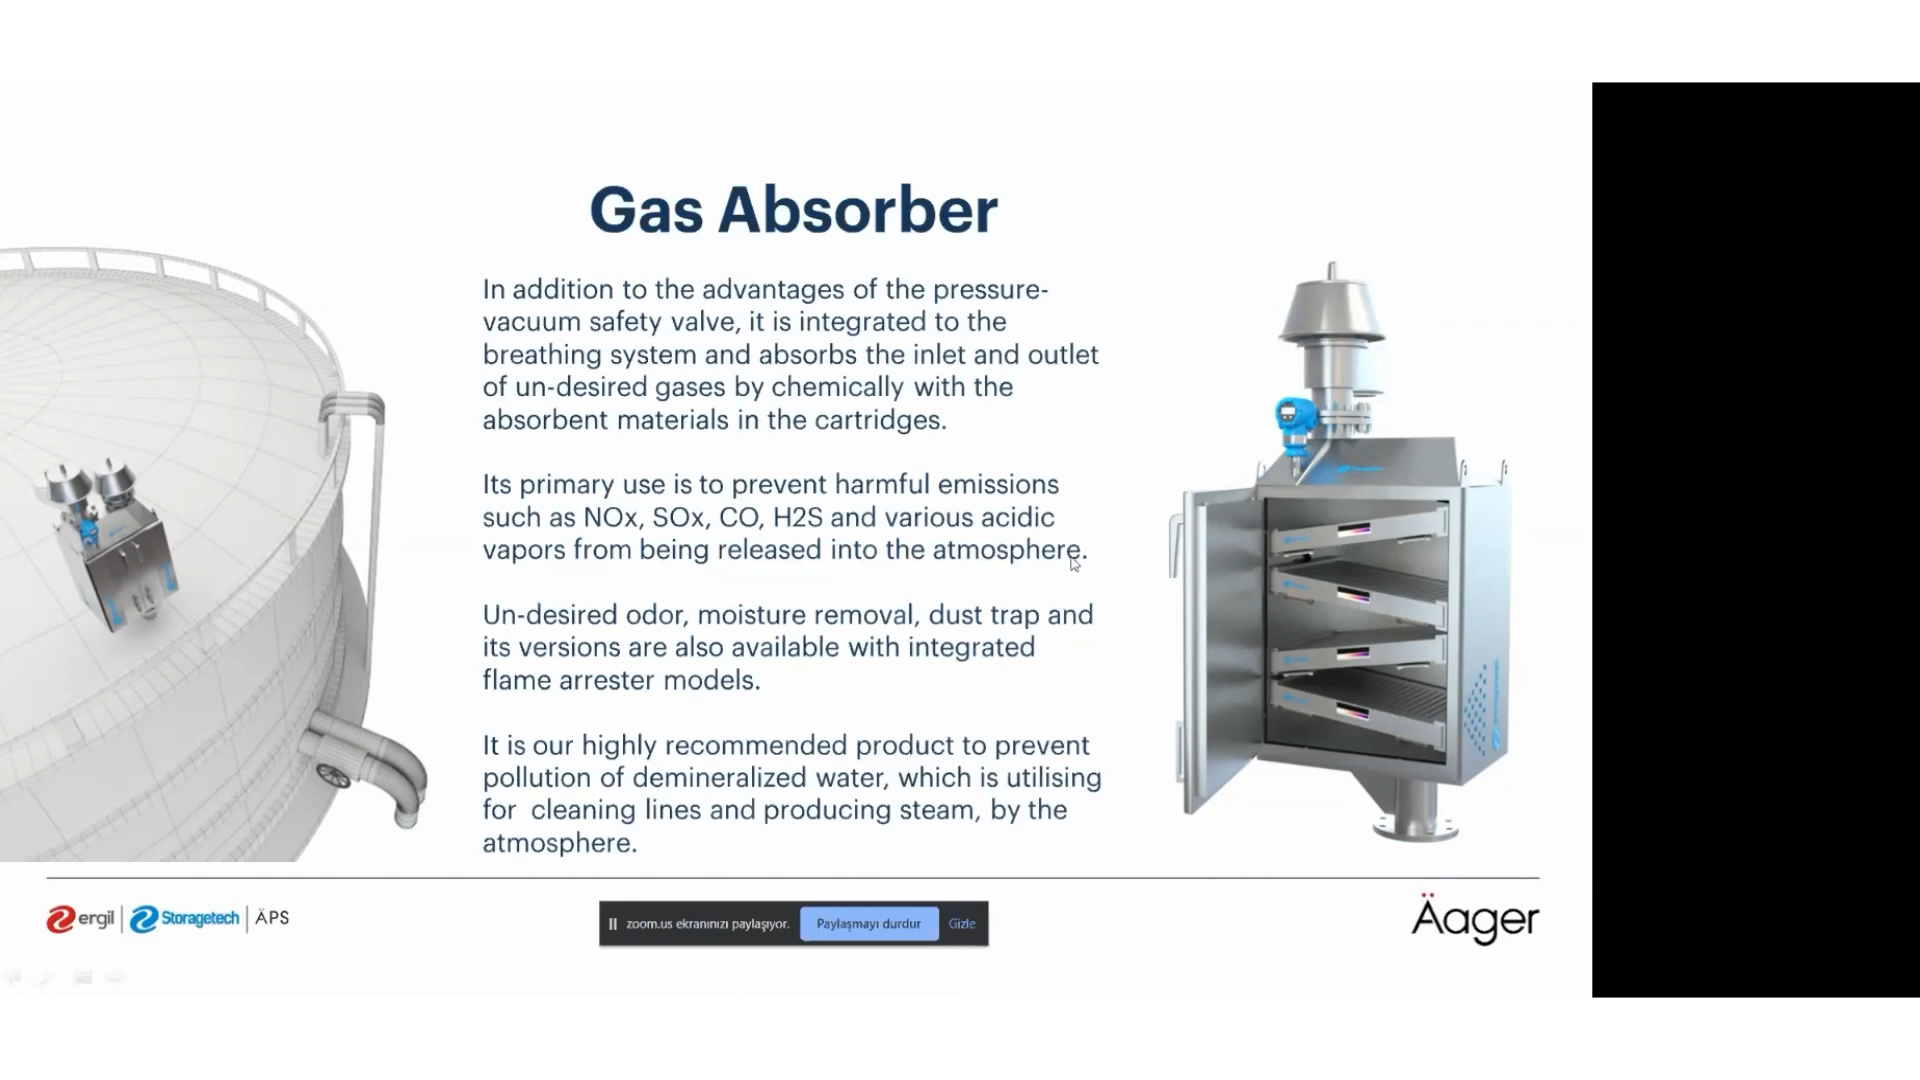 Gas Absorber
In addition to the advantages of the pressure-
vacuum safety valve, it is integrated to the
breathing system and absorbs the inlet and outlet
of un-desired gases by chemically with the
absorbent materials in the cartridges.
Its primary use is to prevent harmful emissions
such as NOx, SOx, CO, H2S and various acidic
vapors from being released into the atmosphere.
Un-desired odor, moisture removal, dust trap and
its versions are also available with integrated
flame arrester models.
It is our highly recommended product to prevent
pollution of demineralized water, which is utilising
for  cleaning lines and producing steam, by the
atmosphere.
ergil | Storagetech | ÄPS
zoom.us ekranınızı paylaşıyor. Paylaşmayı durdur Gizle
Äager